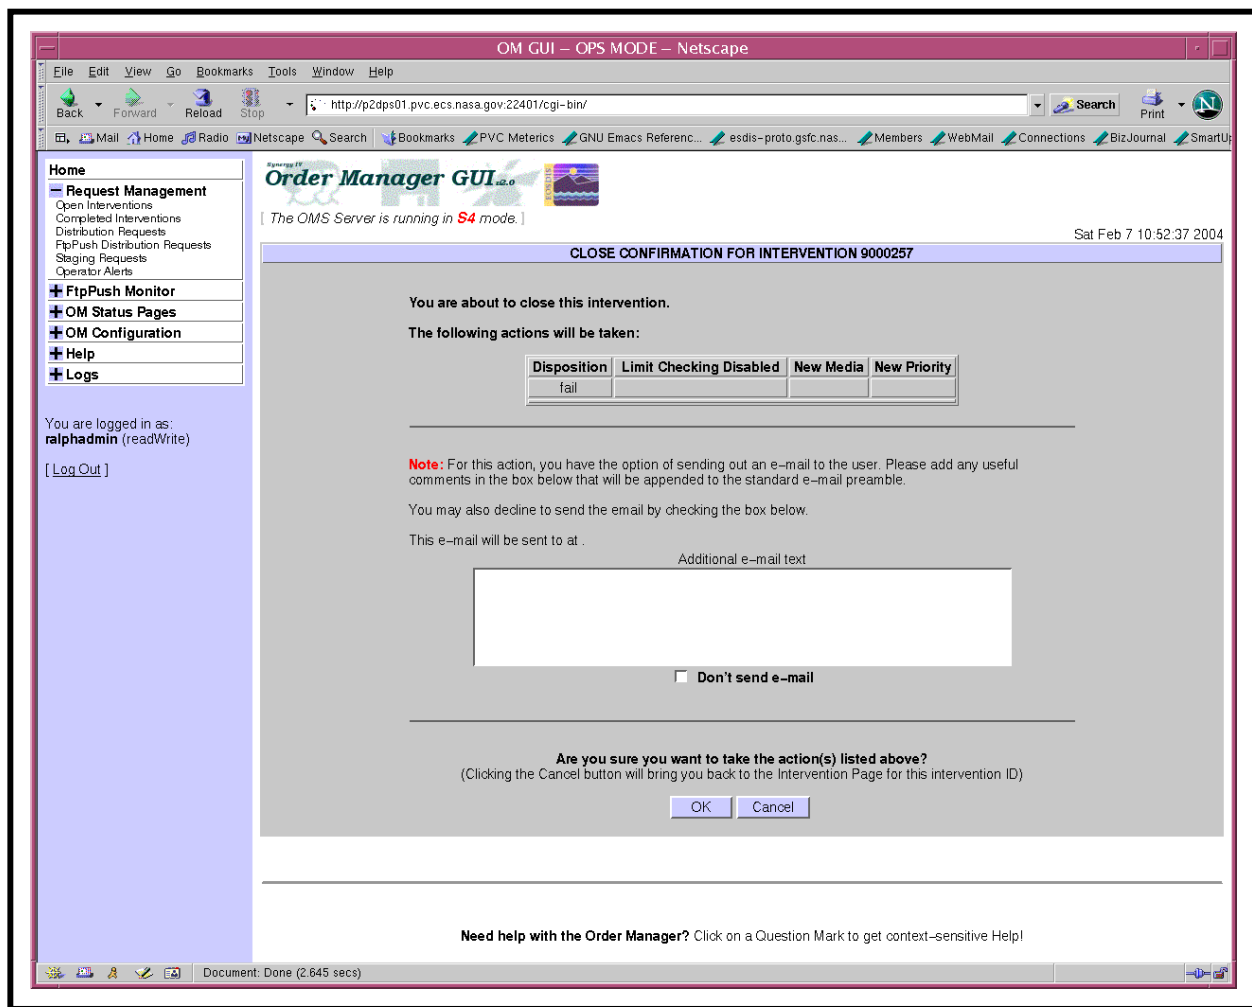 OM GUI – OPS MODE – Netscape
File Edit View Go Bookmarks Tools Window Help
Back Forward Reload Stop http://p2dps01.pvc.ecs.nasa.gov:22401/cgi-bin/ Search Print N
Mail Home Radio Netscape Search Bookmarks PVC Meterics GNU Emacs Referenc... esdis-proto.gsfc.nas... Members WebMail Connections BizJournal SmartU
Home
Request Management
Open Interventions
Completed Interventions
Distribution Requests
FtpPush Distribution Requests
Staging Requests
Operator Alerts
FtpPush Monitor
OM Status Pages
OM Configuration
Help
Logs
You are logged in as:
ralphadmin (readWrite)
[ Log Out ]
Synergy IV
Order Manager GUI v2.0
EOSDIS
[ The OMS Server is running in S4 mode. ]
Sat Feb 7 10:52:37 2004
CLOSE CONFIRMATION FOR INTERVENTION 9000257
You are about to close this intervention.
The following actions will be taken:
Disposition Limit Checking Disabled New Media New Priority
fail
Note: For this action, you have the option of sending out an e-mail to the user. Please add any useful
comments in the box below that will be appended to the standard e-mail preamble.
You may also decline to send the email by checking the box below.
This e-mail will be sent to at .
Additional e-mail text
Don't send e-mail
Are you sure you want to take the action(s) listed above?
(Clicking the Cancel button will bring you back to the Intervention Page for this intervention ID)
OK Cancel
Need help with the Order Manager? Click on a Question Mark to get context-sensitive Help!
Document: Done (2.645 secs)